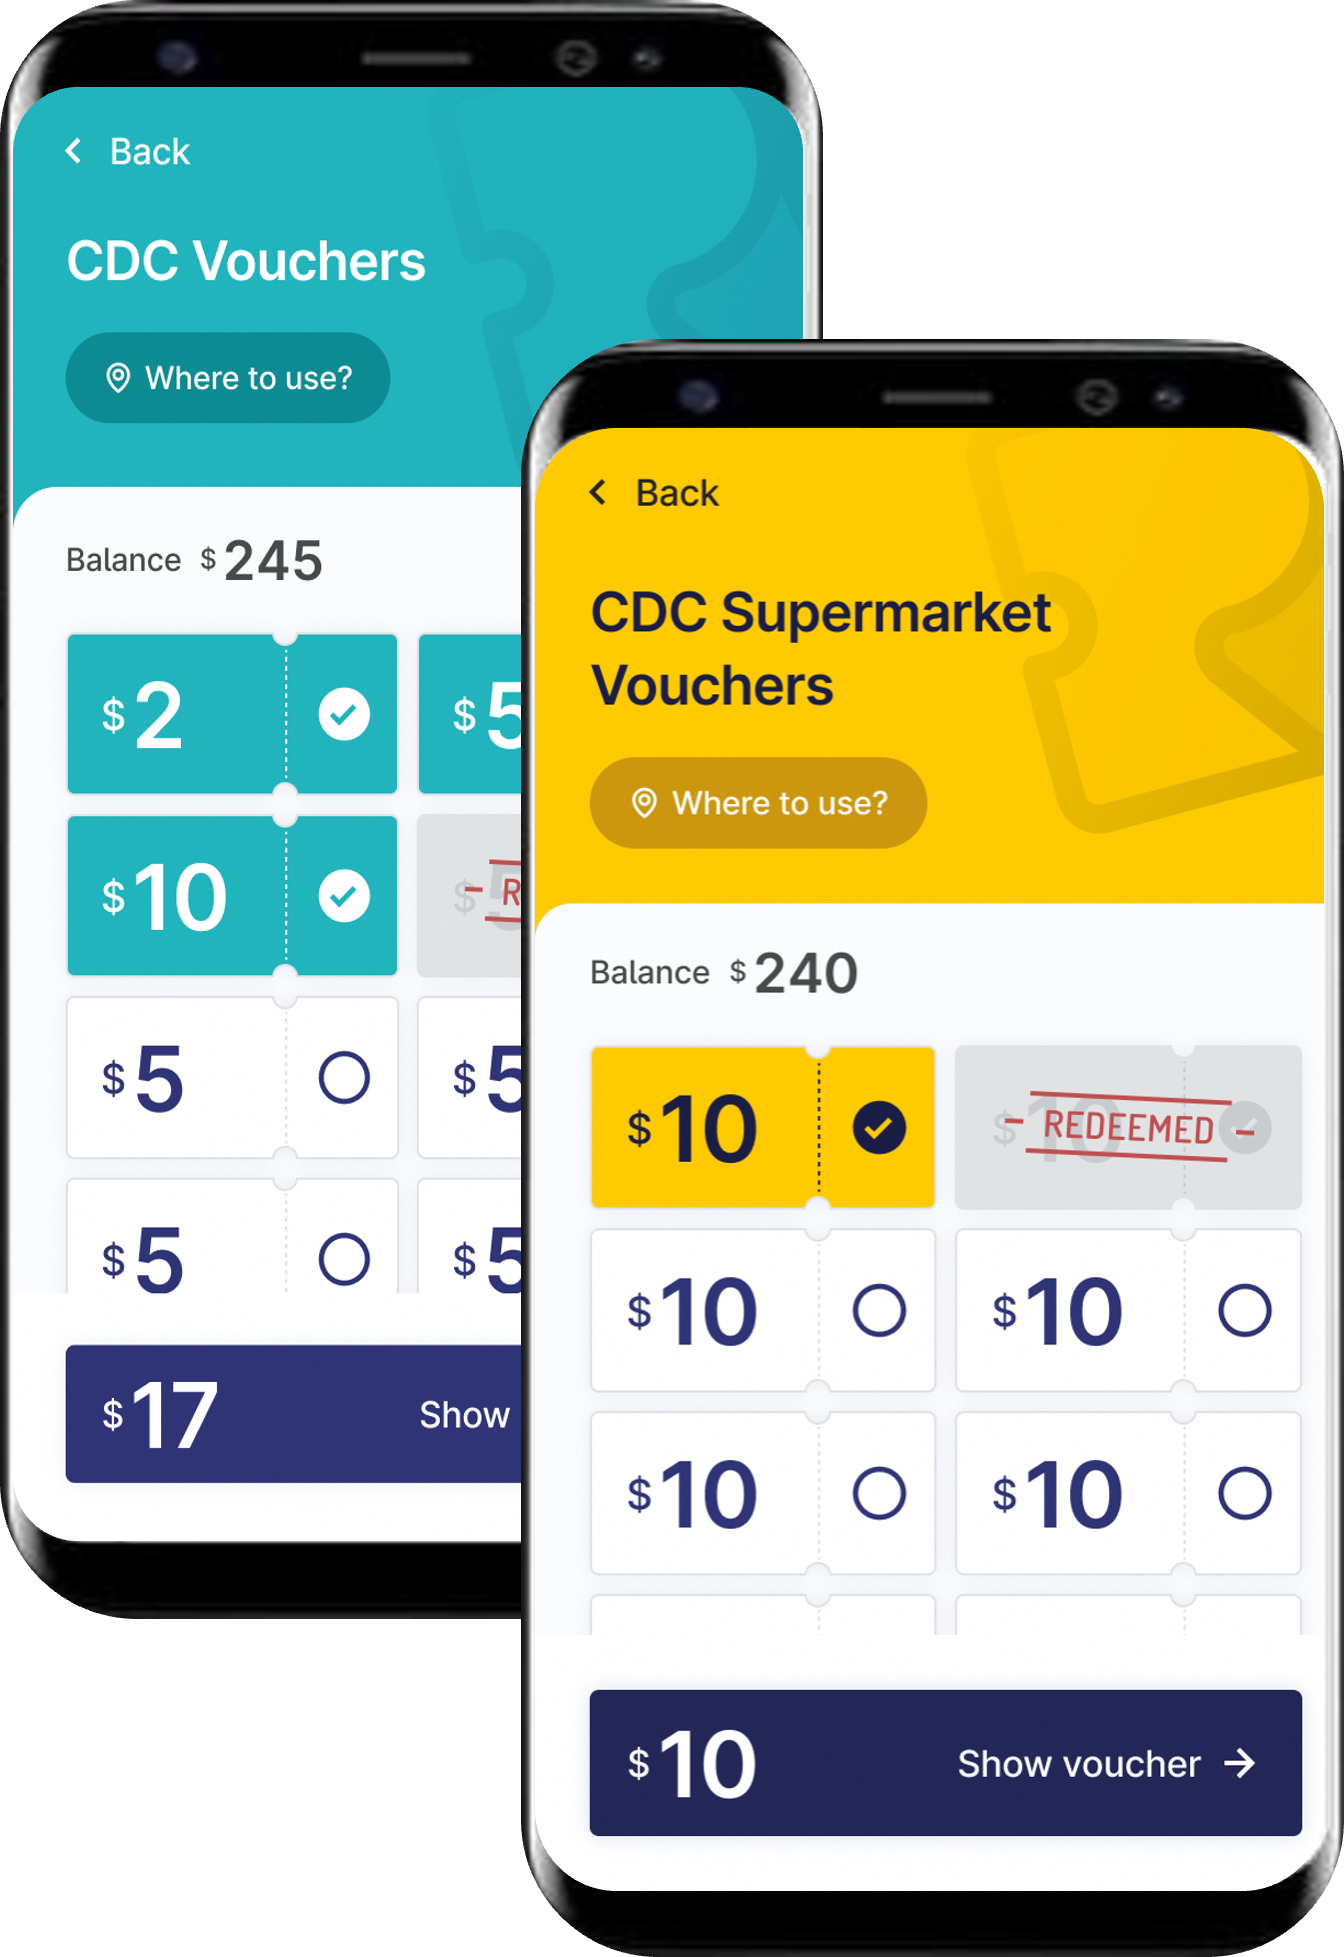 Back
CDC Vouchers
Where to use?
Balance $245
$2
$5
$10
$5
$5
$5
$5
$17 Show
Back
CDC Supermarket
Vouchers
Where to use?
Balance $240
$10
$10 REDEEMED
$10
$10
$10
$10
$10 Show voucher